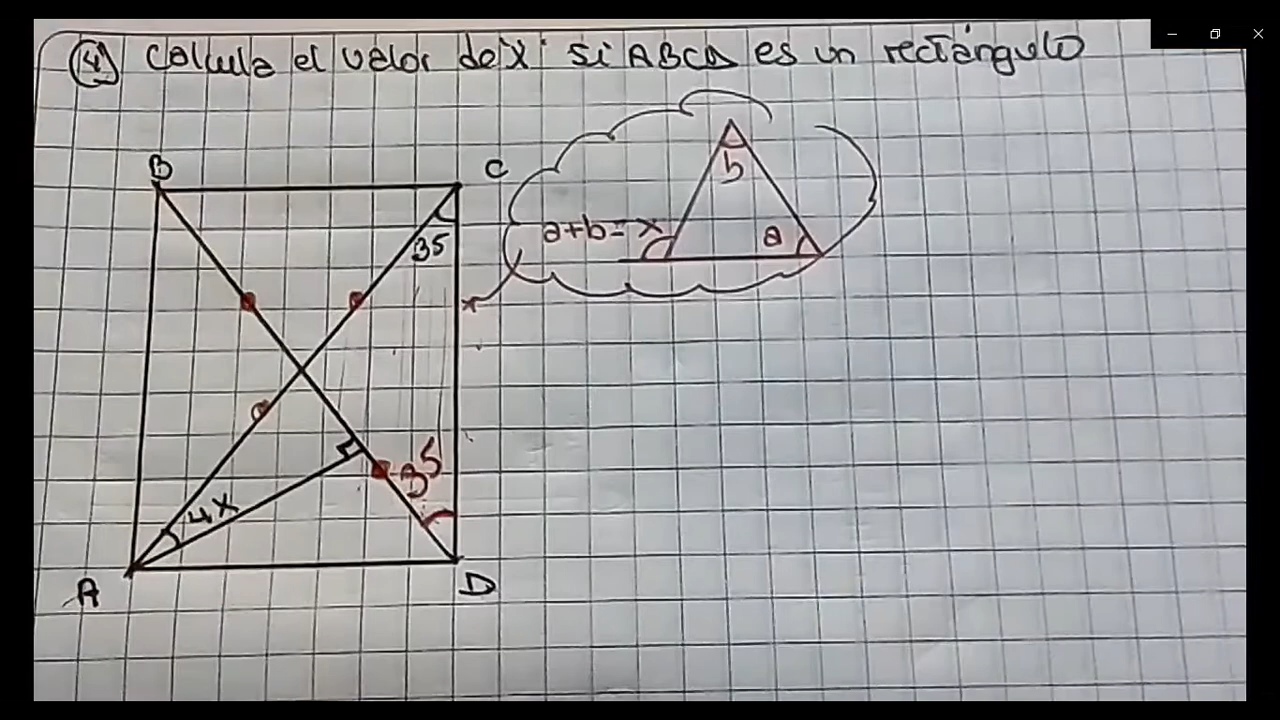 4) Calcula el valor de "x" si ABCD es un rectángulo
B
C
b
a+b=x
a
35
35
4x
A
D